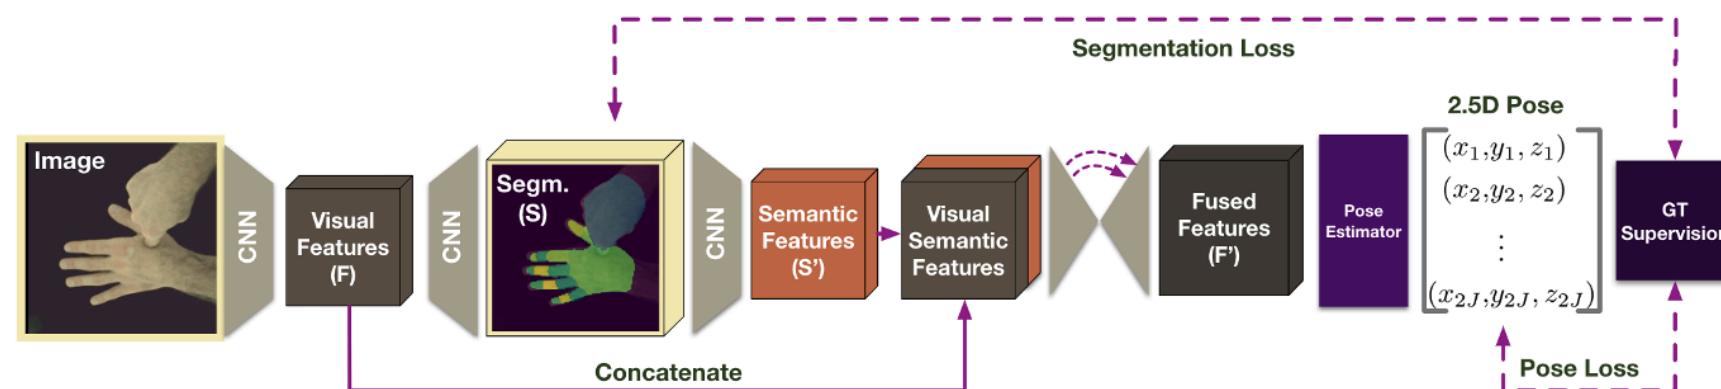 Segmentation Loss
2.5D Pose
Image
CNN
Visual
Features
(F)
CNN
Segm.
(S)
CNN
Semantic
Features
(S')
Visual
Semantic
Features
Fused
Features
(F')
Pose
Estimator
(x₁,y₁, z₁)
(x₂,y₂, z₂)
⋮
(x₂J,y₂J, z₂J)
GT
Supervision
Concatenate
Pose Loss